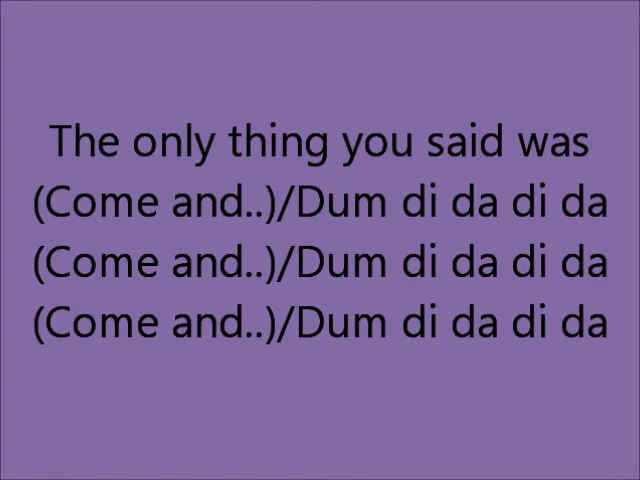 The only thing you said was
(Come and..)/Dum di da di da
(Come and..)/Dum di da di da
(Come and..)/Dum di da di da